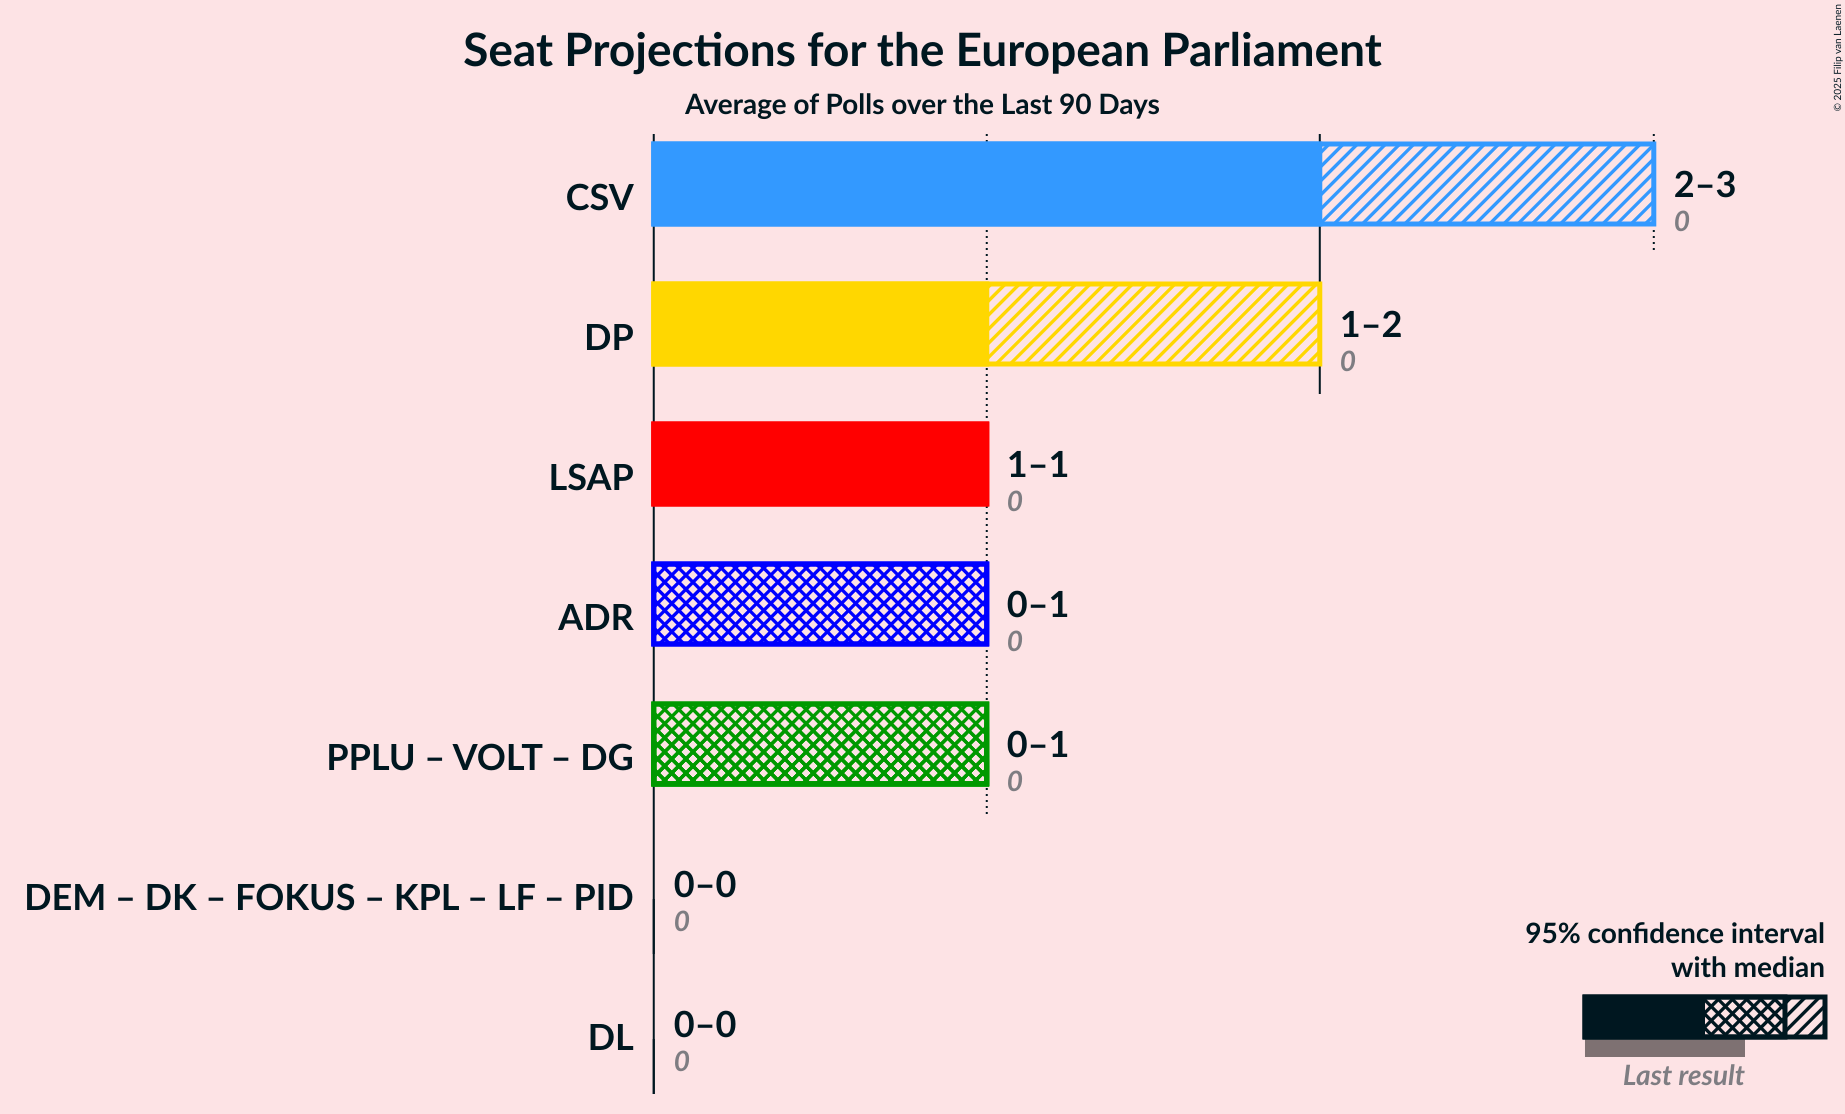 Seat Projections for the European Parliament
Average of Polls over the Last 90 Days
© 2025 Filip van Laenen
CSV
2–3
0
DP
1–2
0
LSAP
1–1
0
ADR
0–1
0
PPLU – VOLT – DG
0–1
0
DEM – DK – FOKUS – KPL – LF – PID
0–0
0
DL
0–0
0
95% confidence interval
with median
Last result